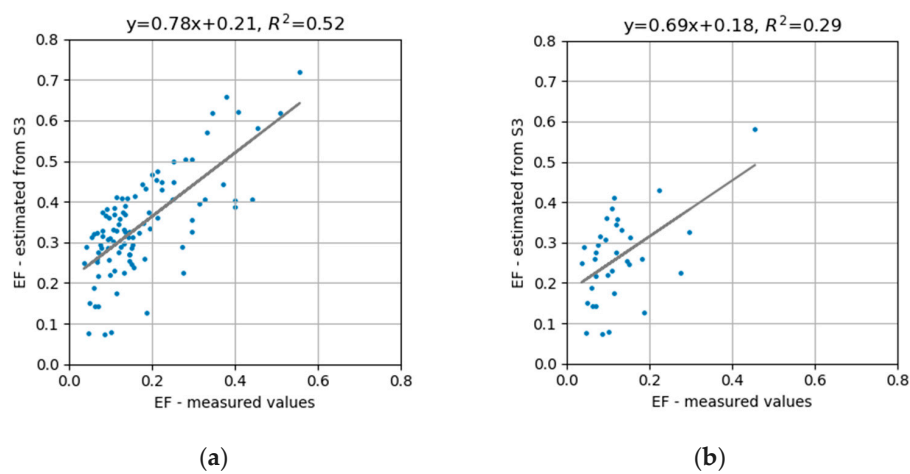 y=0.78x+0.21, R²=0.52
0.8
0.7
0.6
0.5
0.4
0.3
0.2
0.1
0.0
EF - estimated from S3
0.0 0.2 0.4 0.6 0.8
EF - measured values
(a)
y=0.69x+0.18, R²=0.29
0.8
0.7
0.6
0.5
0.4
0.3
0.2
0.1
0.0
EF - estimated from S3
0.0 0.2 0.4 0.6 0.8
EF - measured values
(b)